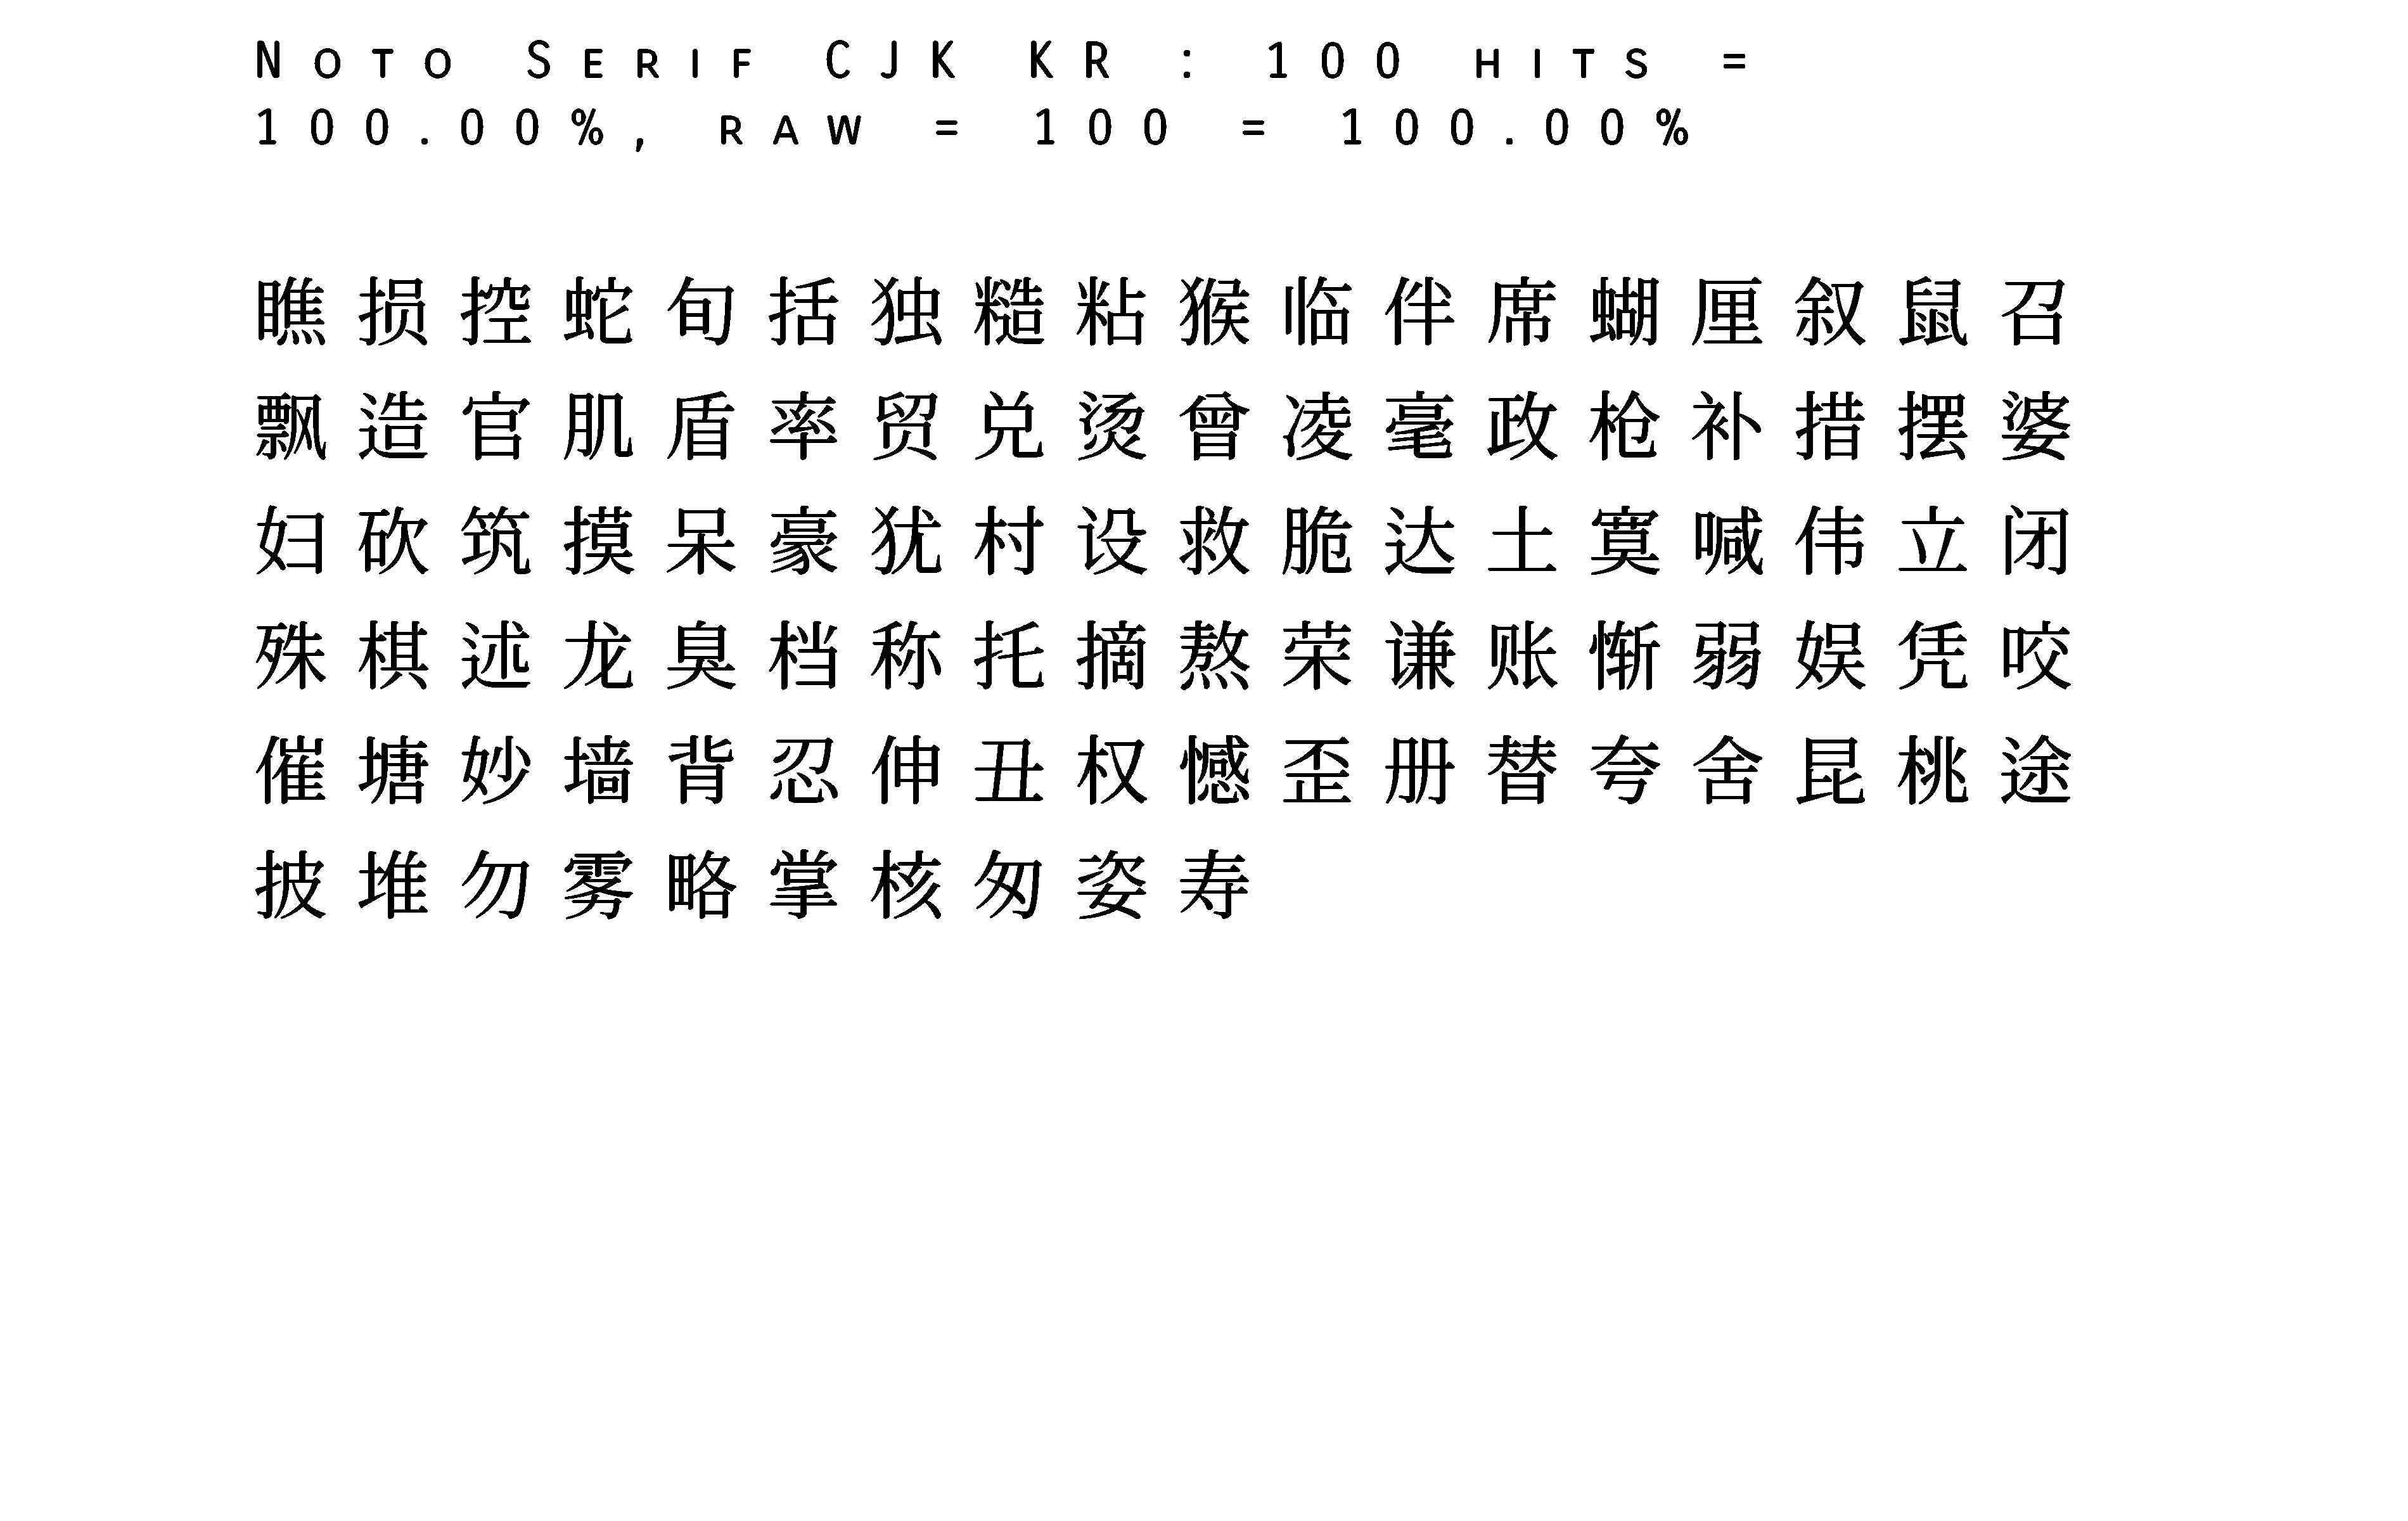 Noto Serif CJK KR : 100 hits =
100.00%, raw = 100 = 100.00%
瞧损控蛇旬括独糙粘猴临伴席蝴厘叙鼠召
飘造官肌盾率贸兑烫曾凌毫政枪补措摆婆
妇砍筑摸呆豪犹村设救脆达士莫喊伟立闭
殊棋述龙臭档称托摘熬荣谦账惭弱娱凭咬
催塘妙墙背忍伸丑权憾歪册替夸舍昆桃途
披堆勿雾略掌核匆姿寿